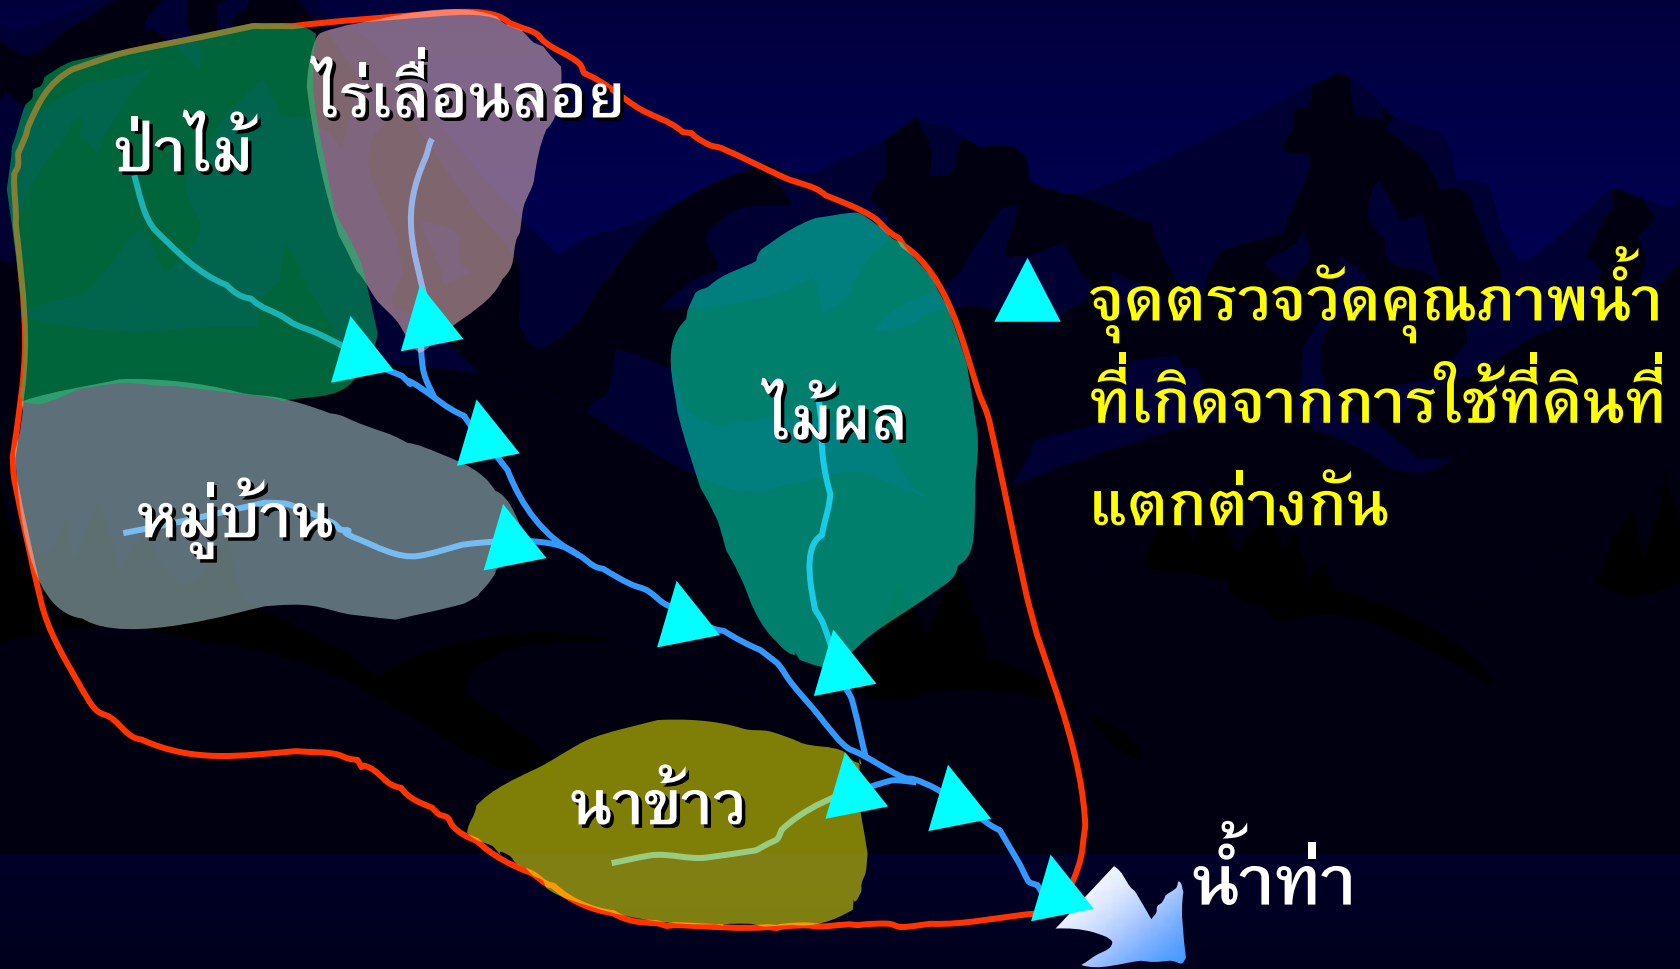 ไร่เลื่อนลอย
ป่าไม้
จุดตรวจวัดคุณภาพน้ำ
ที่เกิดจากการใช้ที่ดินที่
แตกต่างกัน
ไม้ผล
หมู่บ้าน
นาข้าว
น้ำท่า